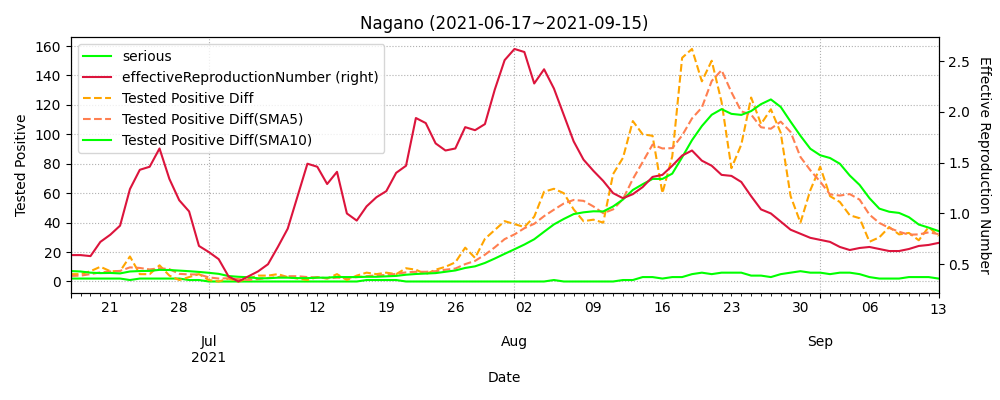 Nagano (2021-06-17~2021-09-15)
serious
effectiveReproductionNumber (right)
Tested Positive Diff
Tested Positive Diff(SMA5)
Tested Positive Diff(SMA10)
Tested Positive
160
140
120
100
80
60
40
20
0
2.5
2.0
1.5
1.0
0.5
Effective Reproduction Number
21 28 05 12 19 26 02 09 16 23 30 06 13
Jul Aug Sep
2021
Date